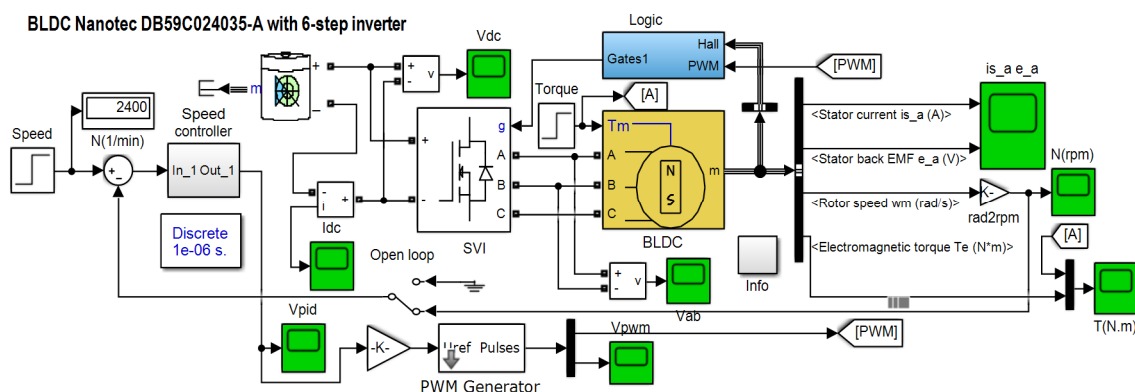 BLDC Nanotec DB59C024035-A with 6-step inverter
Logic
Vdc
Hall
Gates1
PWM
[PWM]
is_a e_a
+
m
−
+
-
v
Torque
[A]
2400
Speed
N(1/min)
Speed
controller
+
−
In_1 Out_1
Discrete
1e-06 s.
g
+
-
A
B
C
SVI
Tm
A
B
C
N
S
m
BLDC
<Stator current is_a (A)>
<Stator back EMF e_a (V)>
<Rotor speed wm (rad/s)>
<Electromagnetic torque Te (N*m)>
N(rpm)
K-
rad2rpm
[A]
-
i
+
Idc
Open loop
+
-
v
Vab
Info
T(N.m)
Vpid
-K-
Uref Pulses
PWM Generator
Vpwm
[PWM]